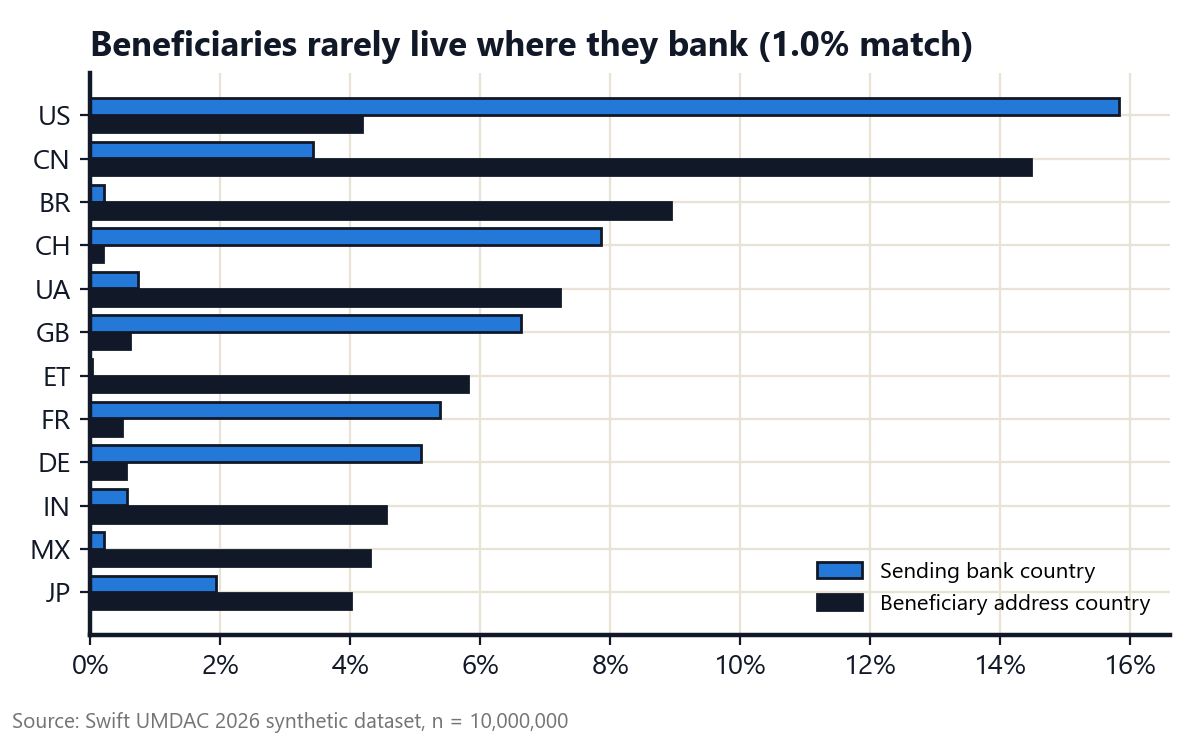 Beneficiaries rarely live where they bank (1.0% match)
US
CN
BR
CH
UA
GB
ET
FR
DE
IN
MX
JP
Sending bank country
Beneficiary address country
0% 2% 4% 6% 8% 10% 12% 14% 16%
Source: Swift UMDAC 2026 synthetic dataset, n = 10,000,000